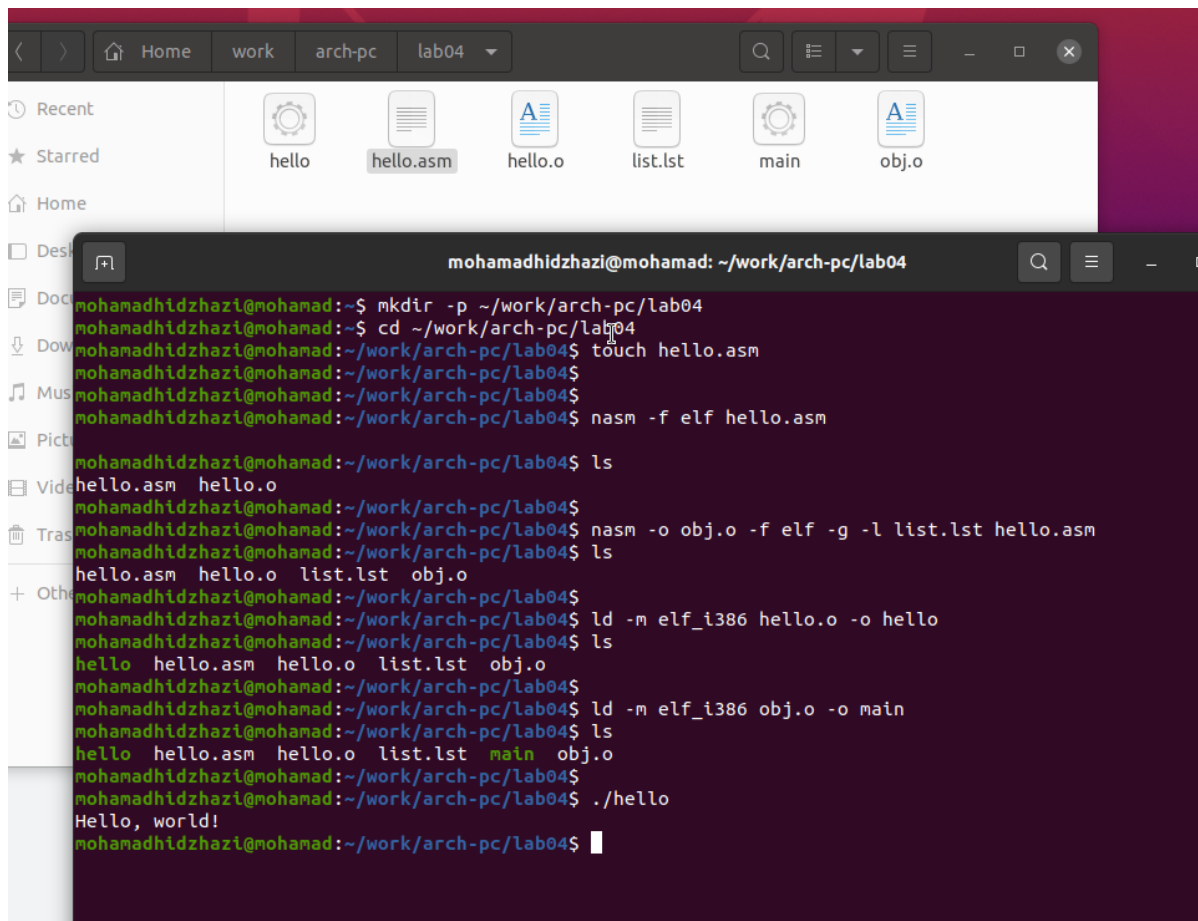 Home work arch-pc lab04
Recent
Starred
Home
hello hello.asm hello.o list.lst main obj.o
mohamadhidzhazi@mohamad: ~/work/arch-pc/lab04
mohamadhidzhazi@mohamad:~$ mkdir -p ~/work/arch-pc/lab04
mohamadhidzhazi@mohamad:~$ cd ~/work/arch-pc/lab04
mohamadhidzhazi@mohamad:~/work/arch-pc/lab04$ touch hello.asm
mohamadhidzhazi@mohamad:~/work/arch-pc/lab04$
mohamadhidzhazi@mohamad:~/work/arch-pc/lab04$
mohamadhidzhazi@mohamad:~/work/arch-pc/lab04$ nasm -f elf hello.asm
mohamadhidzhazi@mohamad:~/work/arch-pc/lab04$ ls
hello.asm hello.o
mohamadhidzhazi@mohamad:~/work/arch-pc/lab04$
mohamadhidzhazi@mohamad:~/work/arch-pc/lab04$ nasm -o obj.o -f elf -g -l list.lst hello.asm
mohamadhidzhazi@mohamad:~/work/arch-pc/lab04$ ls
hello.asm hello.o list.lst obj.o
mohamadhidzhazi@mohamad:~/work/arch-pc/lab04$
mohamadhidzhazi@mohamad:~/work/arch-pc/lab04$ ld -m elf_i386 hello.o -o hello
mohamadhidzhazi@mohamad:~/work/arch-pc/lab04$ ls
hello hello.asm hello.o list.lst obj.o
mohamadhidzhazi@mohamad:~/work/arch-pc/lab04$
mohamadhidzhazi@mohamad:~/work/arch-pc/lab04$ ld -m elf_i386 obj.o -o main
mohamadhidzhazi@mohamad:~/work/arch-pc/lab04$ ls
hello hello.asm hello.o list.lst main obj.o
mohamadhidzhazi@mohamad:~/work/arch-pc/lab04$
mohamadhidzhazi@mohamad:~/work/arch-pc/lab04$ ./hello
Hello, world!
mohamadhidzhazi@mohamad:~/work/arch-pc/lab04$